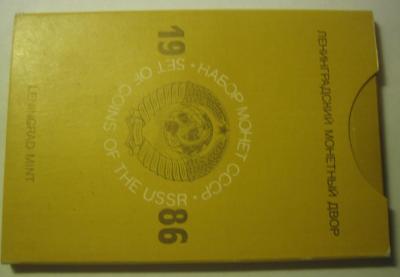 ЛЕНИНГРАДСКИЙ МОНЕТНЫЙ ДВОР
19 86
НАБОР МОНЕТ СССР · SET OF COINS OF THE USSR ·
LENINGRAD MINT